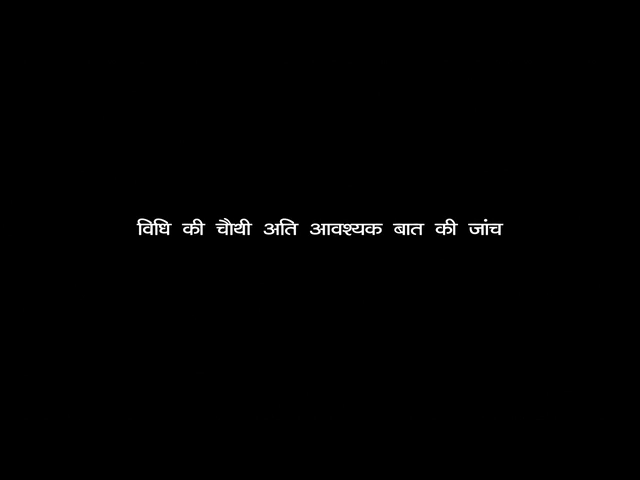 विधि की चौथी अति आवश्यक बात की जांच